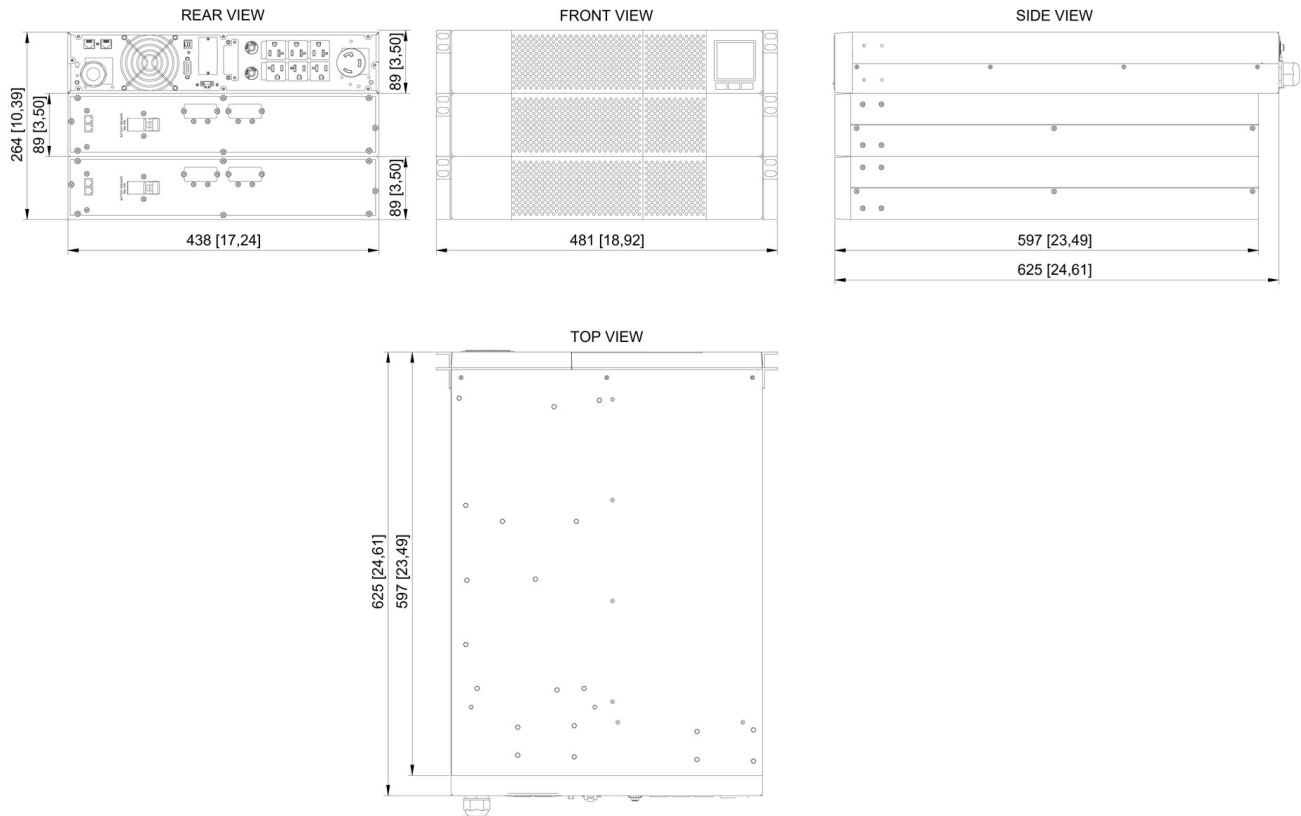 REAR VIEW
FRONT VIEW
SIDE VIEW
264 [10,39]
89 [3,50]
89 [3,50]
89 [3,50]
438 [17,24]
481 [18,92]
597 [23,49]
625 [24,61]
TOP VIEW
625 [24,61]
597 [23,49]